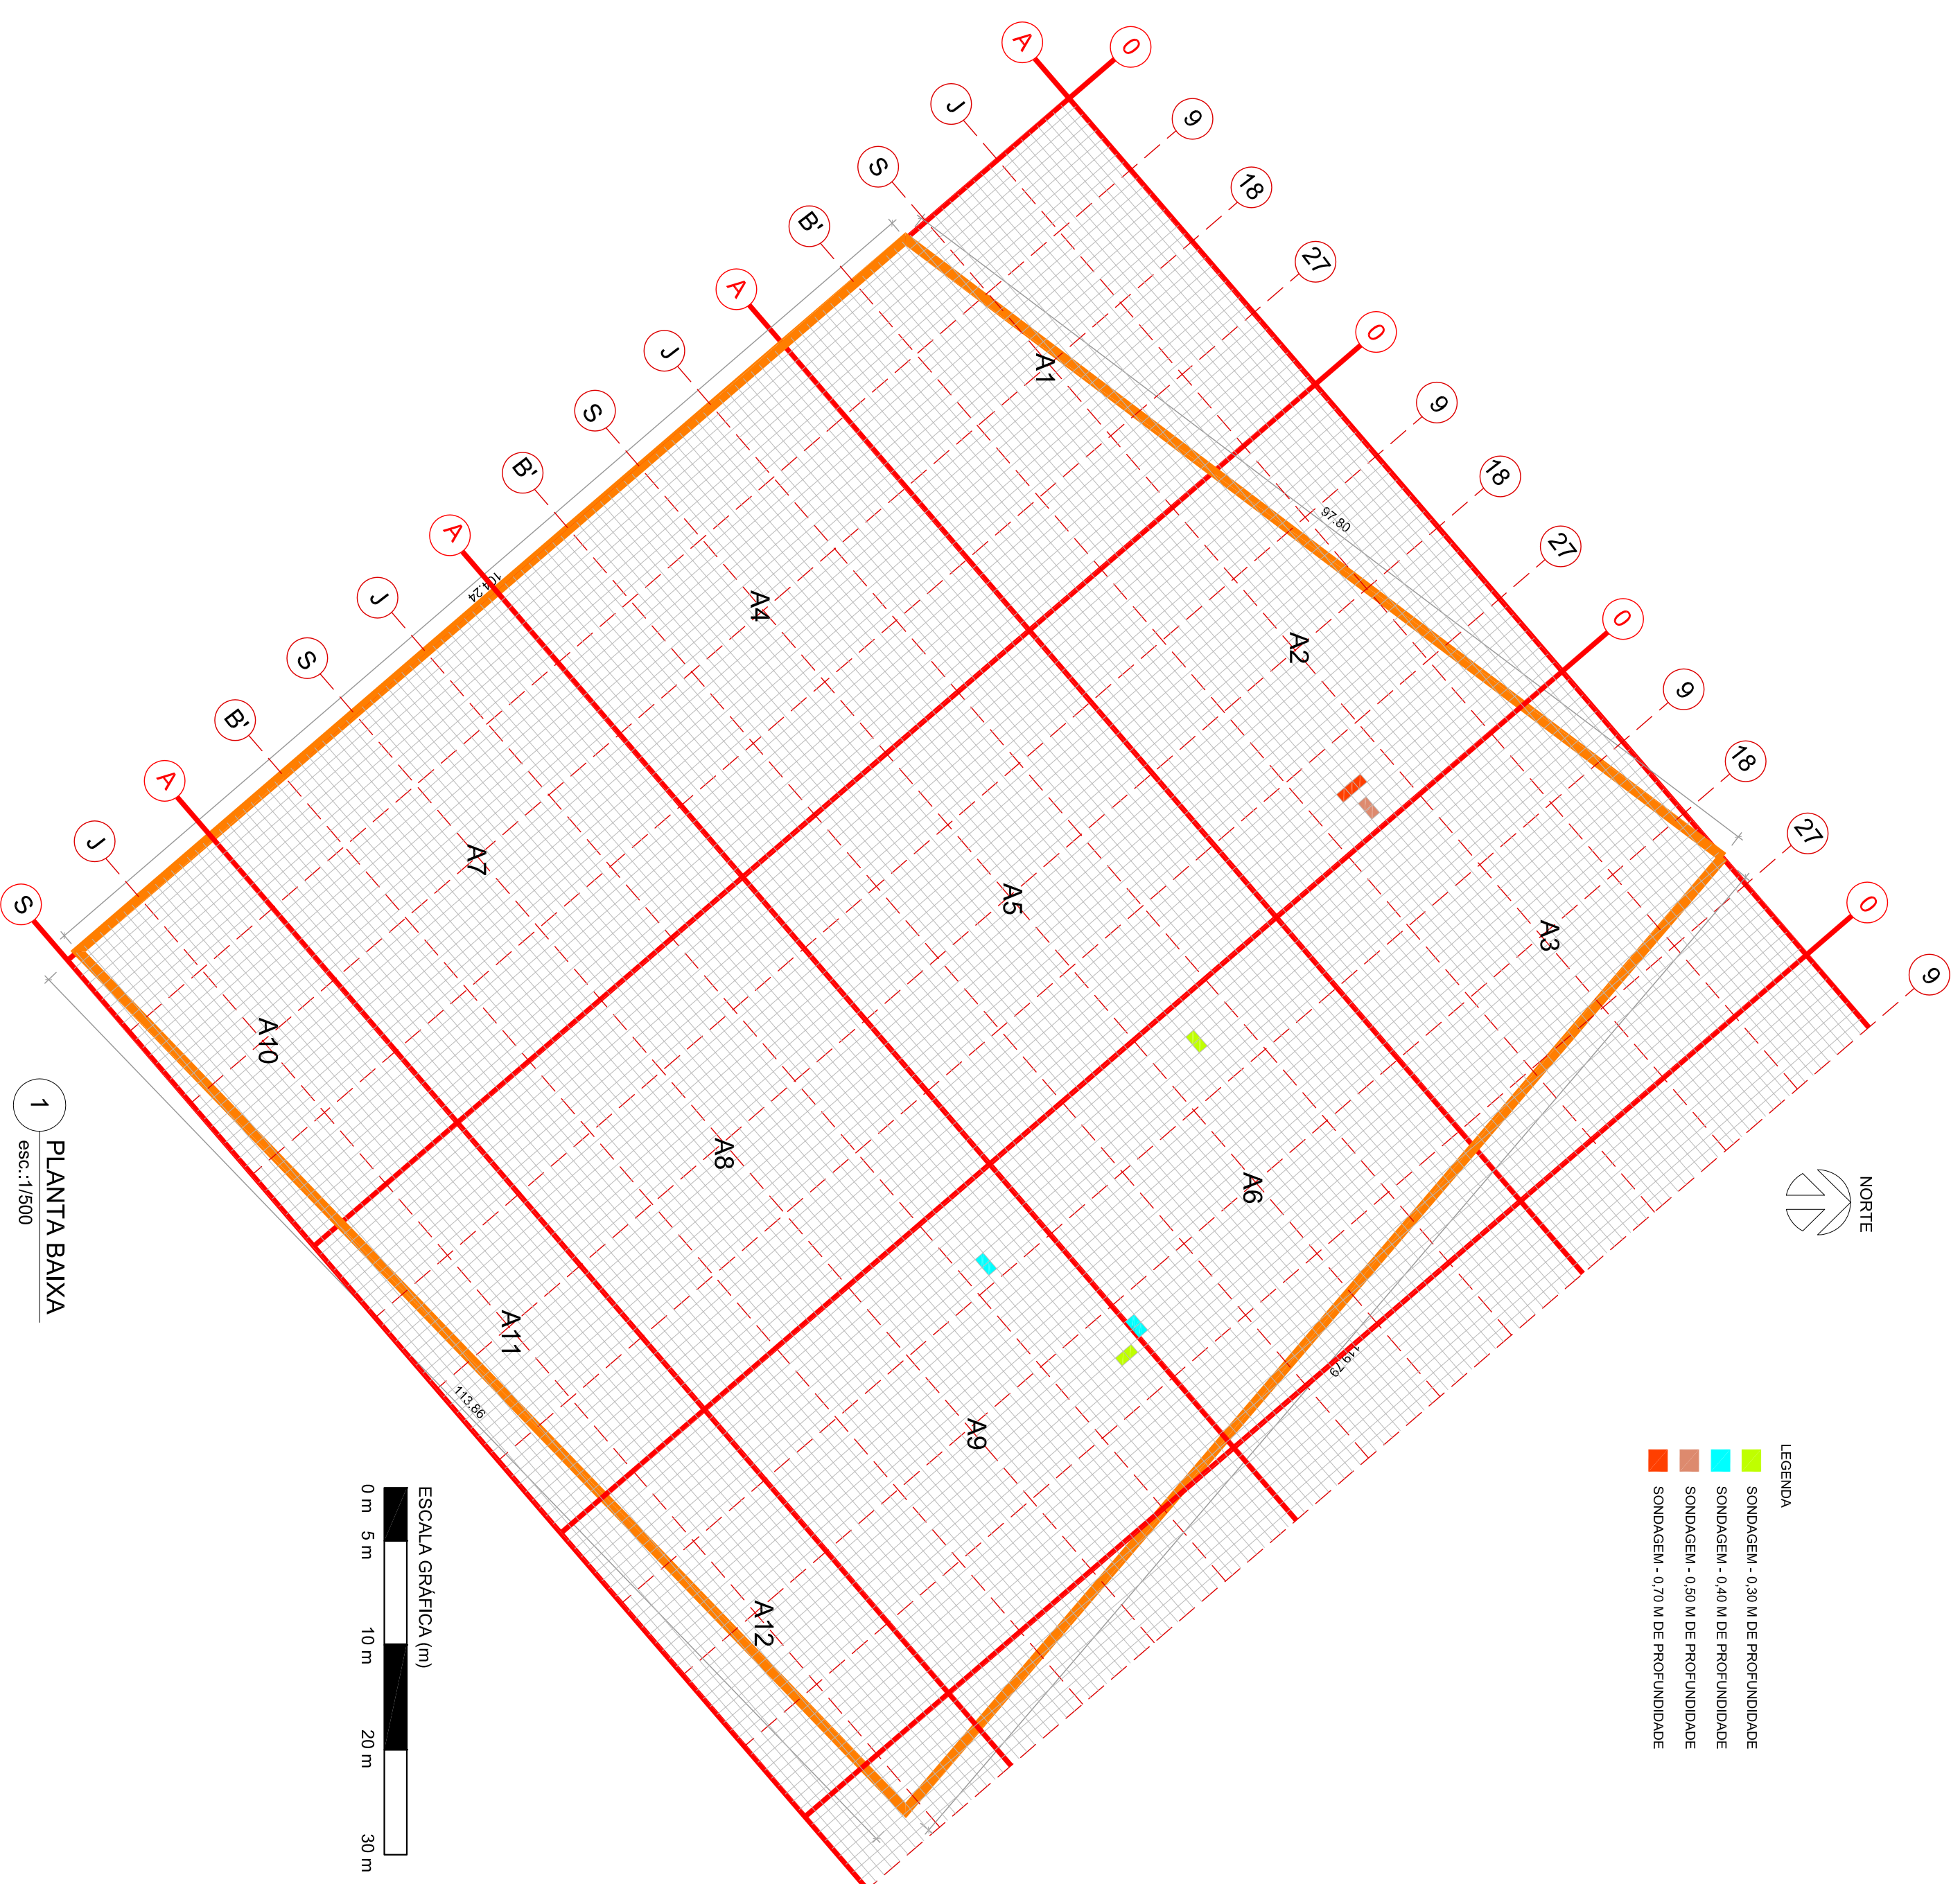 A
0
J
9
S
18
B'
27
A
0
J
9
S
18
B'
27
A
0
J
9
S
18
B'
27
A
0
J
9
S
A1
A2
A3
A4
A5
A6
A7
A8
A9
A10
A11
A12
97.80
104.24
119.79
113.86
NORTE
LEGENDA
SONDAGEM - 0,30 M DE PROFUNDIDADE
SONDAGEM - 0,40 M DE PROFUNDIDADE
SONDAGEM - 0,50 M DE PROFUNDIDADE
SONDAGEM - 0,70 M DE PROFUNDIDADE
ESCALA GRÁFICA (m)
0 m 5 m 10 m 20 m 30 m
1
PLANTA BAIXA
esc.:1/500